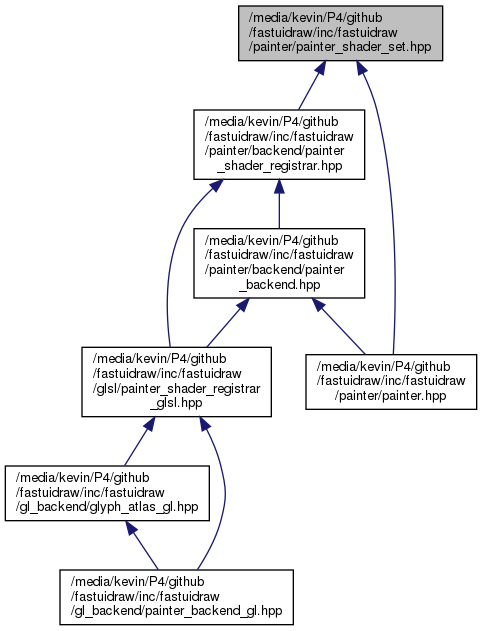 /media/kevin/P4/github
/fastuidraw/inc/fastuidraw
/painter/painter_shader_set.hpp
/media/kevin/P4/github
/fastuidraw/inc/fastuidraw
/painter/backend/painter
_shader_registrar.hpp
/media/kevin/P4/github
/fastuidraw/inc/fastuidraw
/painter/backend/painter
_backend.hpp
/media/kevin/P4/github
/fastuidraw/inc/fastuidraw
/glsl/painter_shader_registrar
_glsl.hpp
/media/kevin/P4/github
/fastuidraw/inc/fastuidraw
/painter/painter.hpp
/media/kevin/P4/github
/fastuidraw/inc/fastuidraw
/gl_backend/glyph_atlas_gl.hpp
/media/kevin/P4/github
/fastuidraw/inc/fastuidraw
/gl_backend/painter_backend_gl.hpp